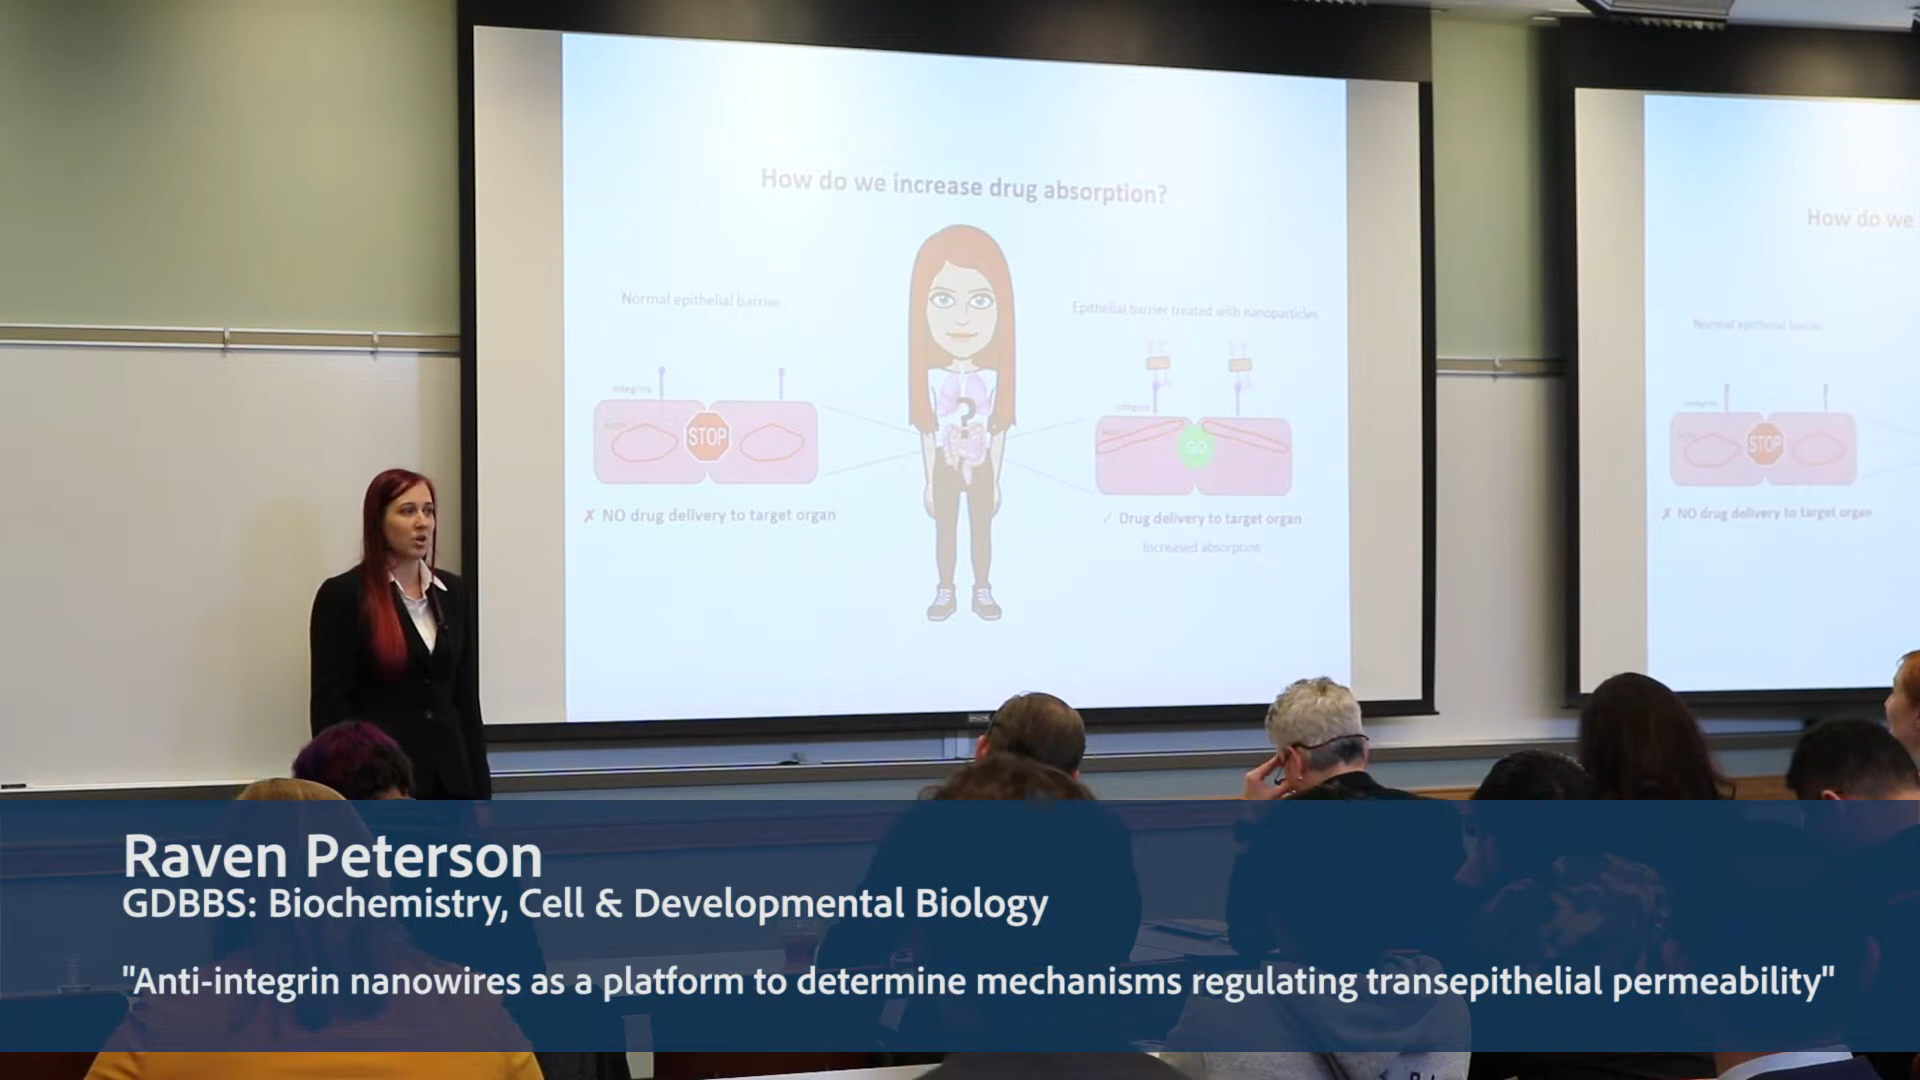 How do we increase drug absorption?
Normal epithelial barrier
Epithelial barrier treated with nanoparticles
Integrins
Integrins
STOP
GO
?
✗ NO drug delivery to target organ
✓ Drug delivery to target organ
Increased absorption
How do we
Normal epithelial barrier
Integrins
STOP
✗ NO drug delivery to target organ
Raven Peterson
GDBBS: Biochemistry, Cell & Developmental Biology
"Anti-integrin nanowires as a platform to determine mechanisms regulating transepithelial permeability"